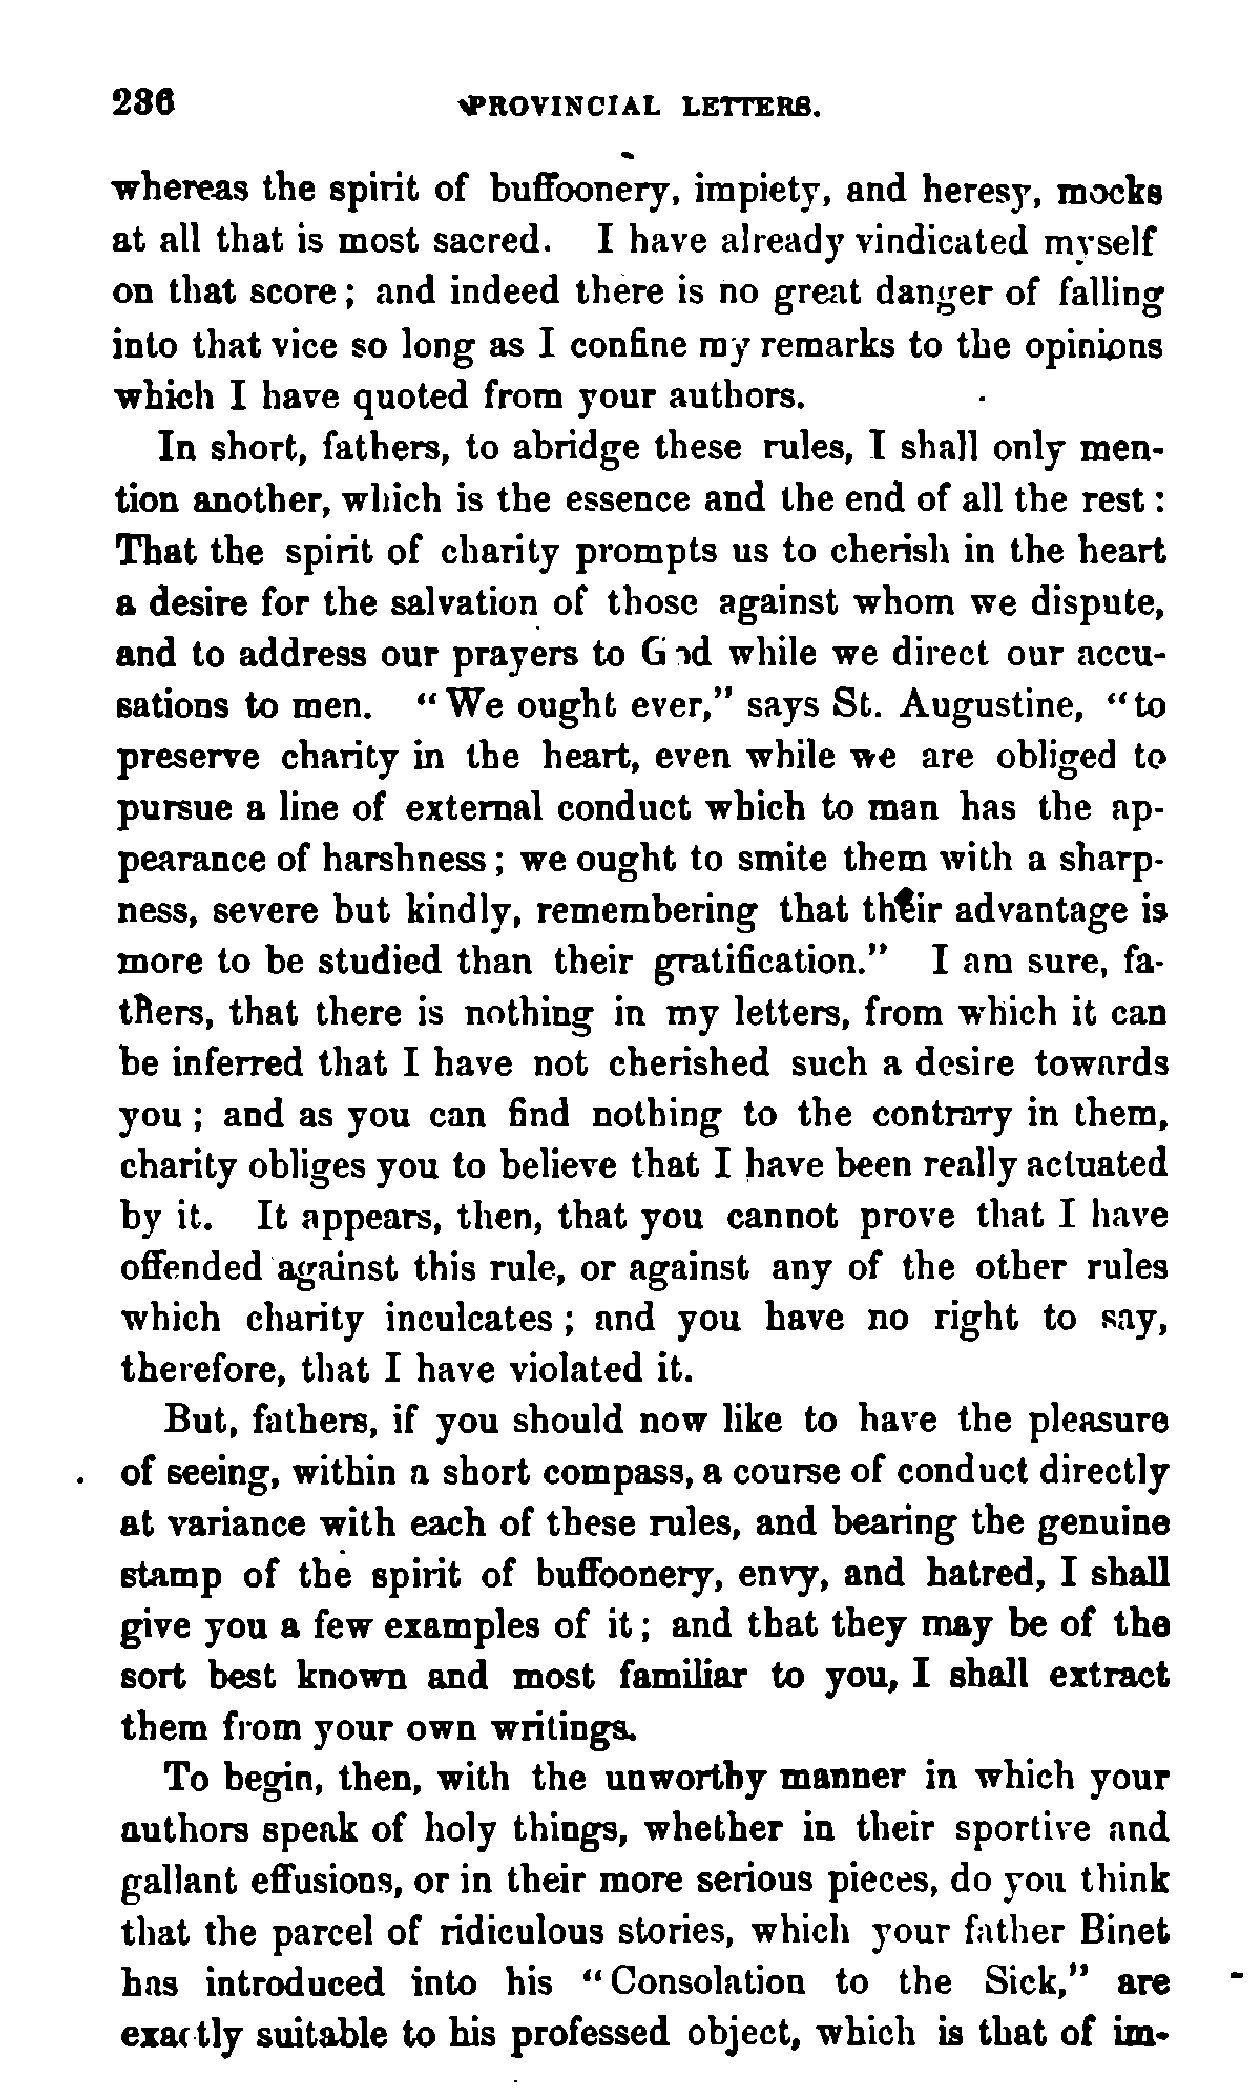 236 PROVINCIAL LETTERS.
whereas the spirit of buffoonery, impiety, and heresy, mocks
at all that is most sacred. I have already vindicated myself
on that score; and indeed there is no great danger of falling
into that vice so long as I confine my remarks to the opinions
which I have quoted from your authors.
In short, fathers, to abridge these rules, I shall only men-
tion another, which is the essence and the end of all the rest:
That the spirit of charity prompts us to cherish in the heart
a desire for the salvation of those against whom we dispute,
and to address our prayers to God while we direct our accu-
sations to men. "We ought ever," says St. Augustine, "to
preserve charity in the heart, even while we are obliged to
pursue a line of external conduct which to man has the ap-
pearance of harshness; we ought to smite them with a sharp-
ness, severe but kindly, remembering that their advantage is
more to be studied than their gratification." I am sure, fa-
thers, that there is nothing in my letters, from which it can
be inferred that I have not cherished such a desire towards
you; and as you can find nothing to the contrary in them,
charity obliges you to believe that I have been really actuated
by it. It appears, then, that you cannot prove that I have
offended against this rule, or against any of the other rules
which charity inculcates; and you have no right to say,
therefore, that I have violated it.
But, fathers, if you should now like to have the pleasure
of seeing, within a short compass, a course of conduct directly
at variance with each of these rules, and bearing the genuine
stamp of the spirit of buffoonery, envy, and hatred, I shall
give you a few examples of it; and that they may be of the
sort best known and most familiar to you, I shall extract
them from your own writings.
To begin, then, with the unworthy manner in which your
authors speak of holy things, whether in their sportive and
gallant effusions, or in their more serious pieces, do you think
that the parcel of ridiculous stories, which your father Binet
has introduced into his "Consolation to the Sick," are
exactly suitable to his professed object, which is that of im-